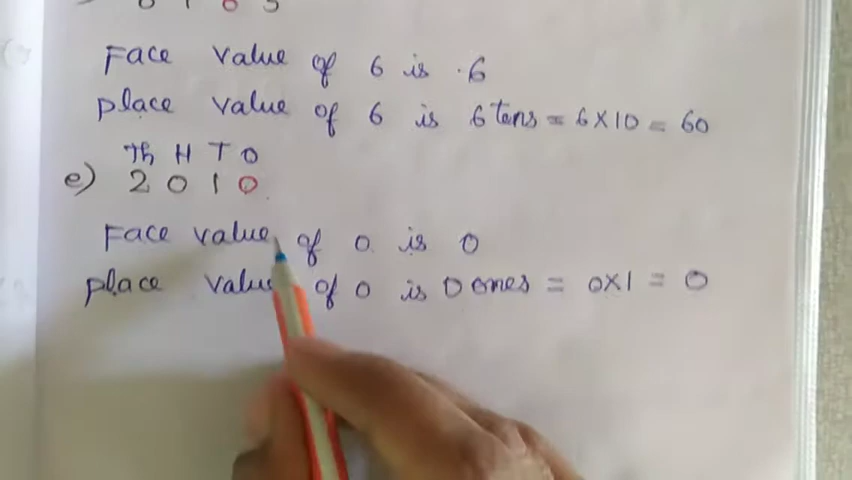 Face value of 6 is 6
Place value of 6 is 6 tens = 6×10 = 60
Th H T O
e) 2 0 1 0
Face value of 0 is 0
Place value of 0 is 0 ones = 0×1 = 0